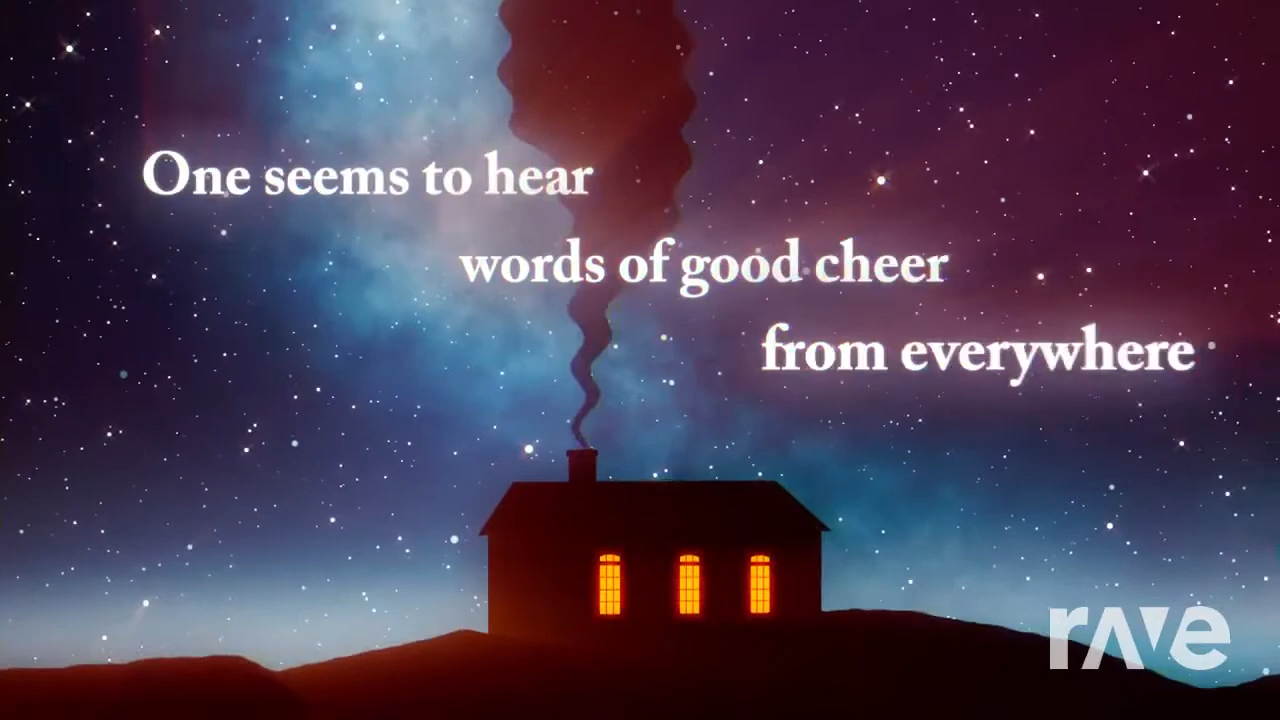 One seems to hear
words of good cheer
from everywhere
rave